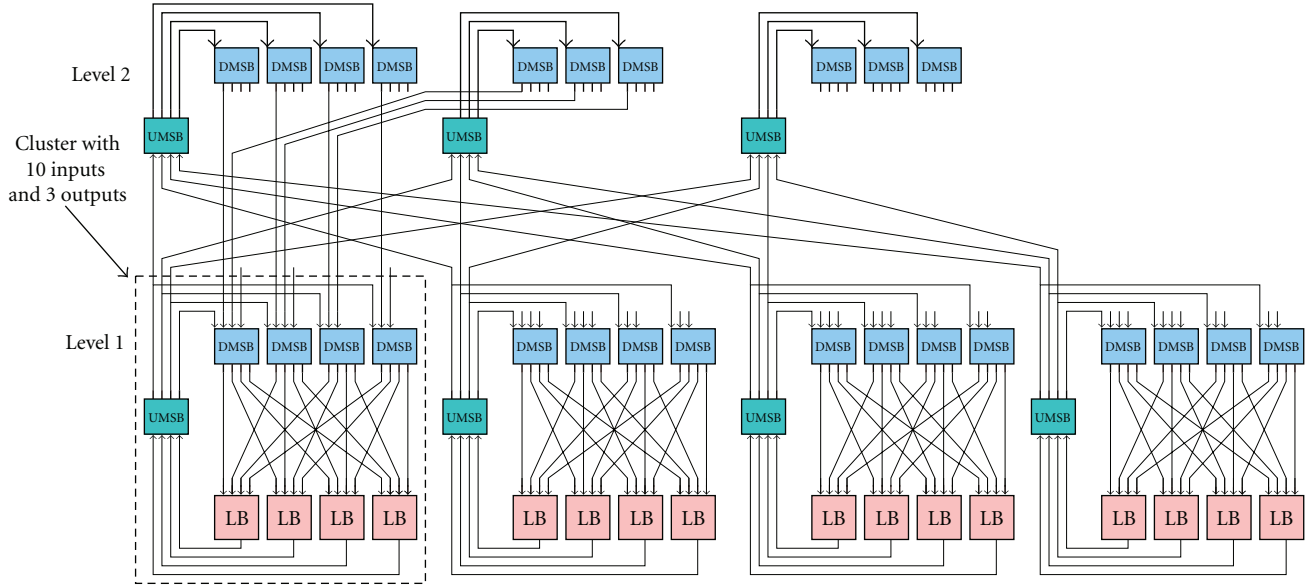 DMSB DMSB DMSB DMSB DMSB DMSB DMSB DMSB DMSB DMSB
Level 2
UMSB UMSB UMSB
Cluster with
10 inputs
and 3 outputs
Level 1
DMSB DMSB DMSB DMSB DMSB DMSB DMSB DMSB DMSB DMSB DMSB DMSB DMSB DMSB DMSB DMSB
UMSB UMSB UMSB UMSB
LB LB LB LB LB LB LB LB LB LB LB LB LB LB LB LB